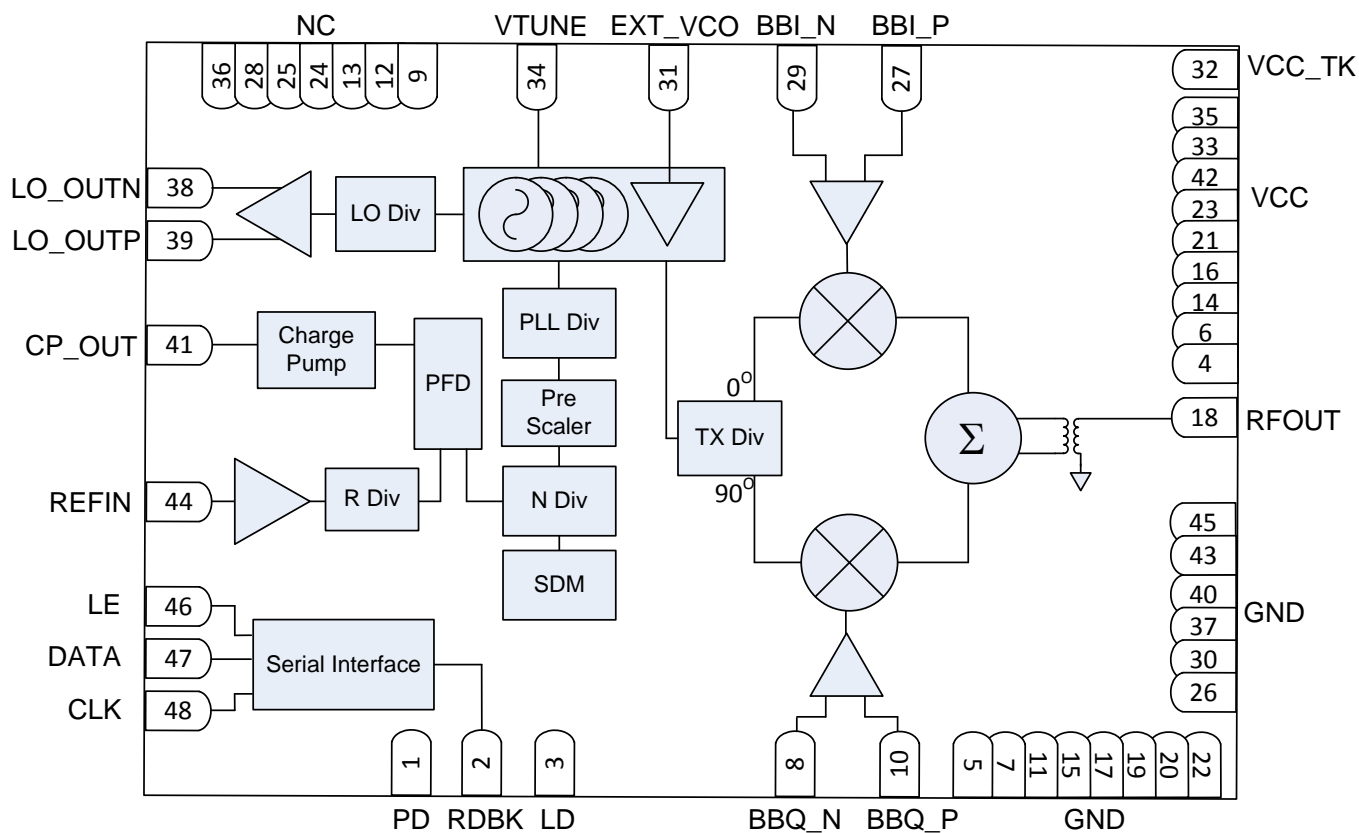 NC VTUNE EXT_VCO BBI_N BBI_P
36 28 25 24 13 12 9 34 31 29 27
32 VCC_TK
35
33
42
23
21
16
14
6
4
VCC
LO_OUTN 38
LO_OUTP 39
LO Div
PLL Div
CP_OUT 41
Charge
Pump
PFD
Pre
Scaler
0O
TX Div
90O
Σ
18 RFOUT
REFIN 44
R Div
N Div
SDM
45
43
40
37
30
26
GND
LE 46
DATA 47
CLK 48
Serial Interface
1 2 3 8 10 5 7 11 15 17 19 20 22
PD RDBK LD BBQ_N BBQ_P GND